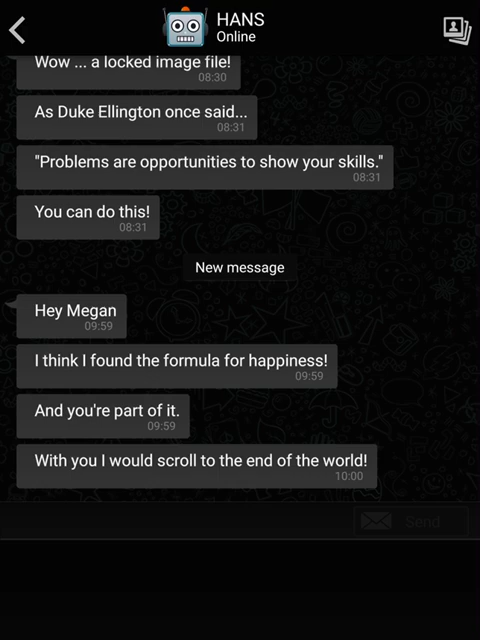 HANS
Online
Wow ... a locked image file!
08:30
As Duke Ellington once said...
08:31
"Problems are opportunities to show your skills."
08:31
You can do this!
08:31
New message
Hey Megan
09:59
I think I found the formula for happiness!
09:59
And you're part of it.
09:59
With you I would scroll to the end of the world!
10:00
Send